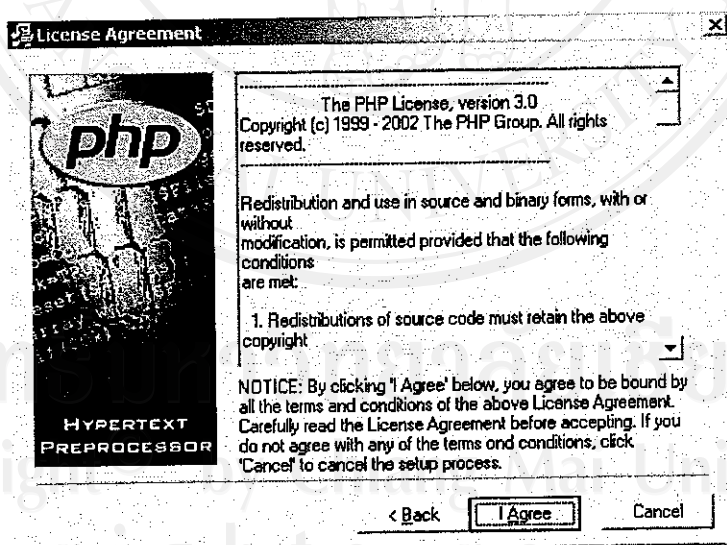 License Agreement
php
HYPERTEXT
PREPROCESSOR
The PHP License, version 3.0
Copyright (c) 1999 - 2002 The PHP Group. All rights
reserved.
Redistribution and use in source and binary forms, with or
without
modification, is permitted provided that the following
conditions
are met:
1. Redistributions of source code must retain the above
copyright
NOTICE: By clicking 'I Agree' below, you agree to be bound by
all the terms and conditions of the above License Agreement.
Carefully read the License Agreement before accepting. If you
do not agree with any of the terms and conditions, click
'Cancel' to cancel the setup process.
< Back
I Agree
Cancel
UNIVERSITY
by Chiang Mai Uni